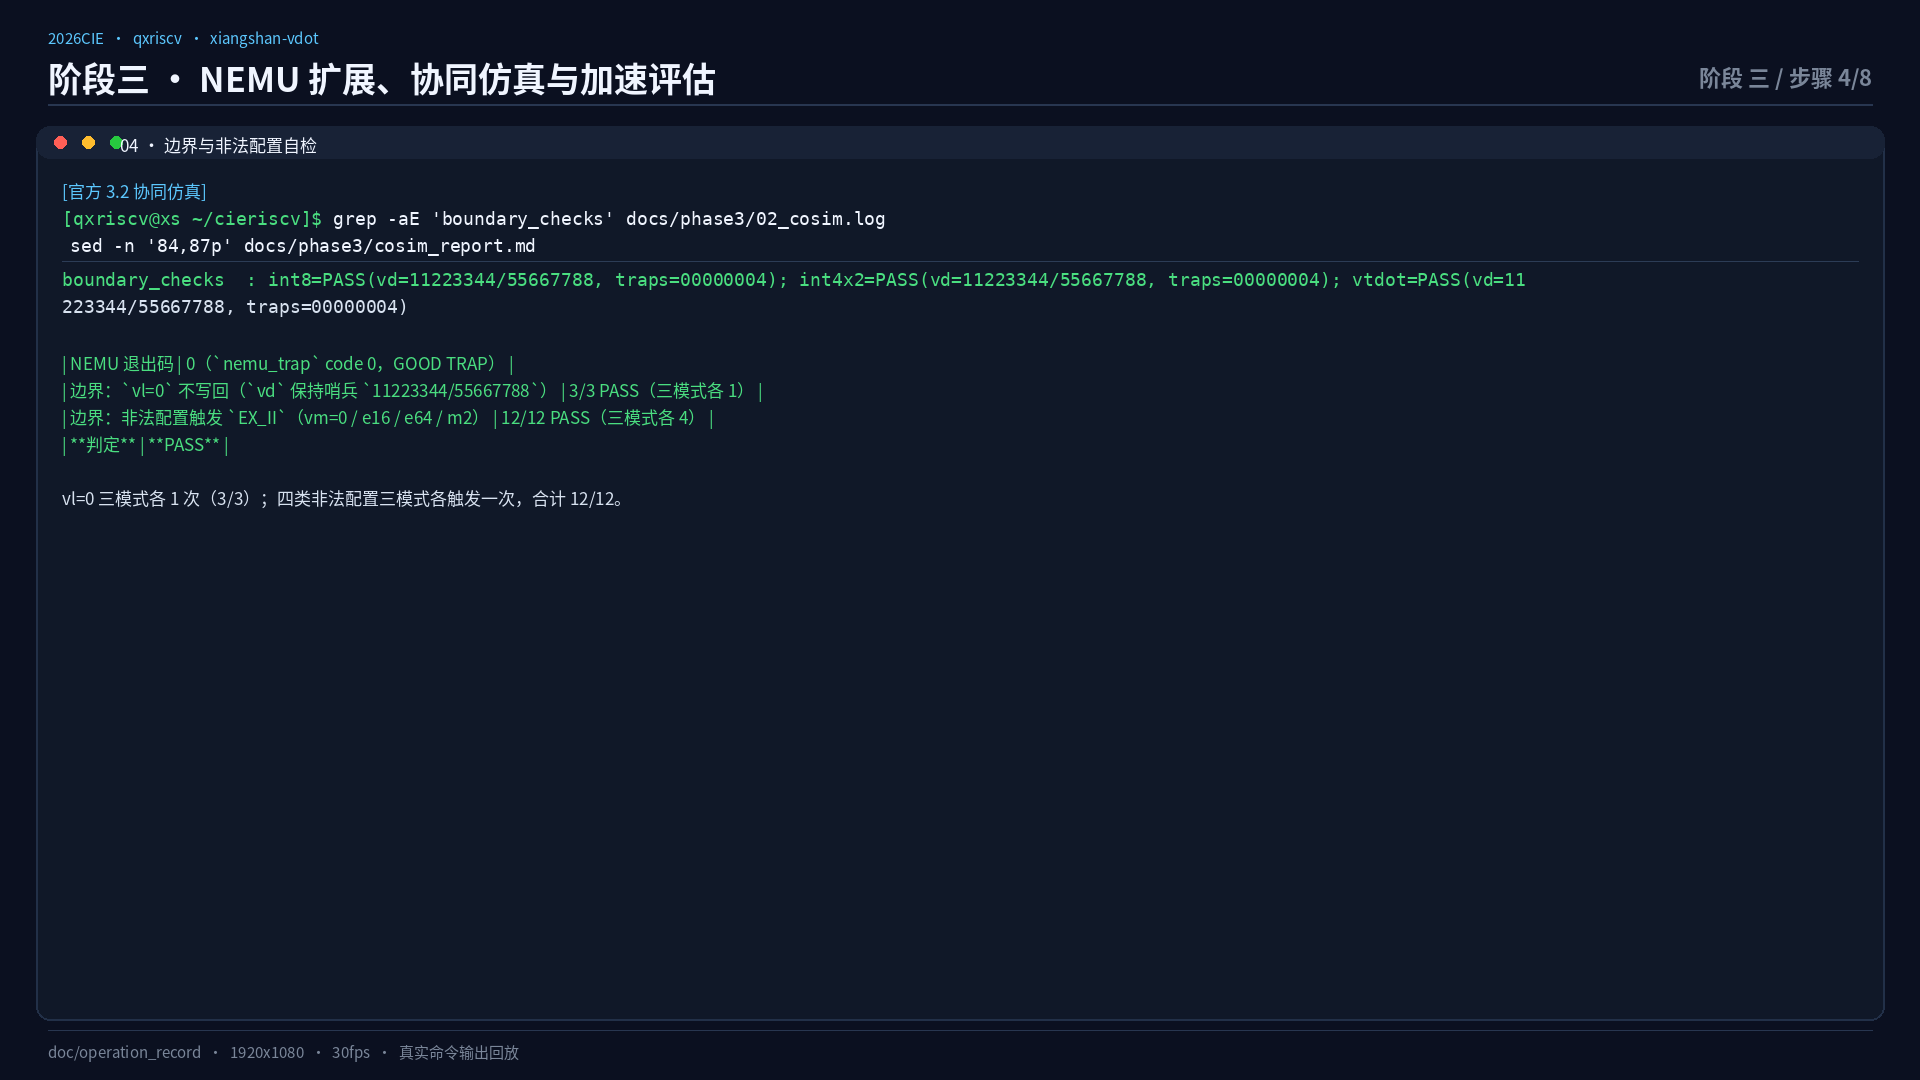 2026CIE · qxriscv · xiangshan-vdot
阶段三 · NEMU 扩展、协同仿真与加速评估
阶段 三 / 步骤 4/8
04 · 边界与非法配置自检
[官方 3.2 协同仿真]
[qxriscv@xs ~/cieriscv]$ grep -aE 'boundary_checks' docs/phase3/02_cosim.log
sed -n '84,87p' docs/phase3/cosim_report.md
boundary_checks  : int8=PASS(vd=11223344/55667788, traps=00000004); int4x2=PASS(vd=11223344/55667788, traps=00000004); vtdot=PASS(vd=11
223344/55667788, traps=00000004)
| NEMU 退出码 | 0（`nemu_trap` code 0，GOOD TRAP） |
| 边界：`vl=0` 不写回（`vd` 保持哨兵 `11223344/55667788`） | 3/3 PASS（三模式各 1） |
| 边界：非法配置触发 `EX_II`（vm=0 / e16 / e64 / m2） | 12/12 PASS（三模式各 4） |
| **判定** | **PASS** |
vl=0 三模式各 1 次（3/3）；四类非法配置三模式各触发一次，合计 12/12。
doc/operation_record · 1920x1080 · 30fps · 真实命令输出回放